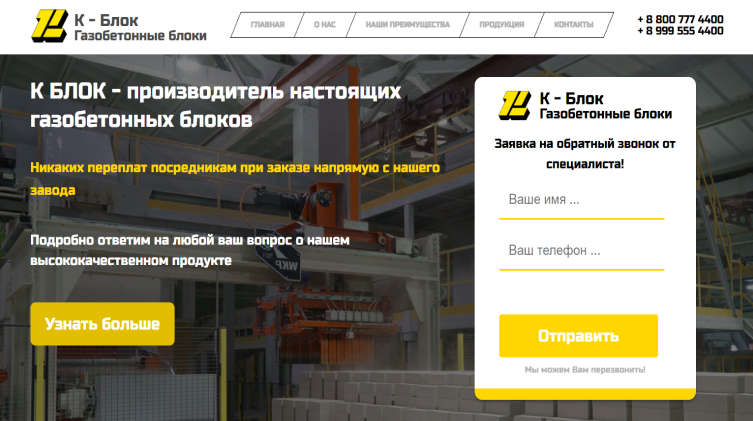 К - Блок
Газобетонные блоки
ГЛАВНАЯ
О НАС
НАШИ ПРЕИМУЩЕСТВА
ПРОДУКЦИЯ
КОНТАКТЫ
+ 8 800 777 4400
+ 8 999 555 4400
К БЛОК - производитель настоящих
газобетонных блоков
Никаких переплат посредникам при заказе напрямую с нашего
завода
Подробно ответим на любой ваш вопрос о нашем
высококачественном продукте
Узнать больше
К - Блок
Газобетонные блоки
Заявка на обратный звонок от
специалиста!
Ваше имя ...
Ваш телефон ...
Отправить
Мы можем Вам перезвонить!
WKP